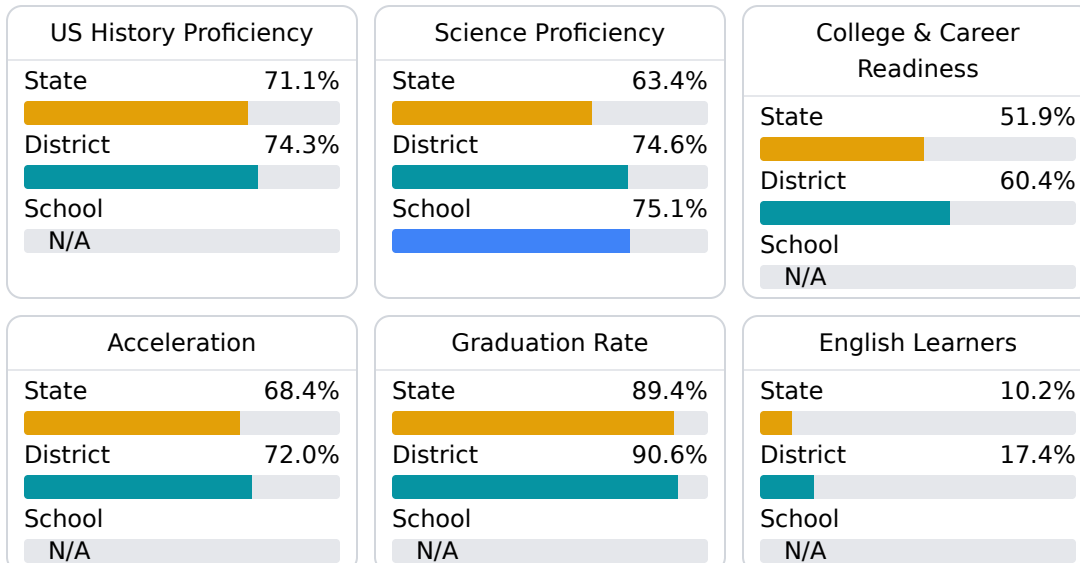 US History Proficiency
State 71.1%
District 74.3%
School
N/A
Science Proficiency
State 63.4%
District 74.6%
School 75.1%
College & Career
Readiness
State 51.9%
District 60.4%
School
N/A
Acceleration
State 68.4%
District 72.0%
School
N/A
Graduation Rate
State 89.4%
District 90.6%
School
N/A
English Learners
State 10.2%
District 17.4%
School
N/A